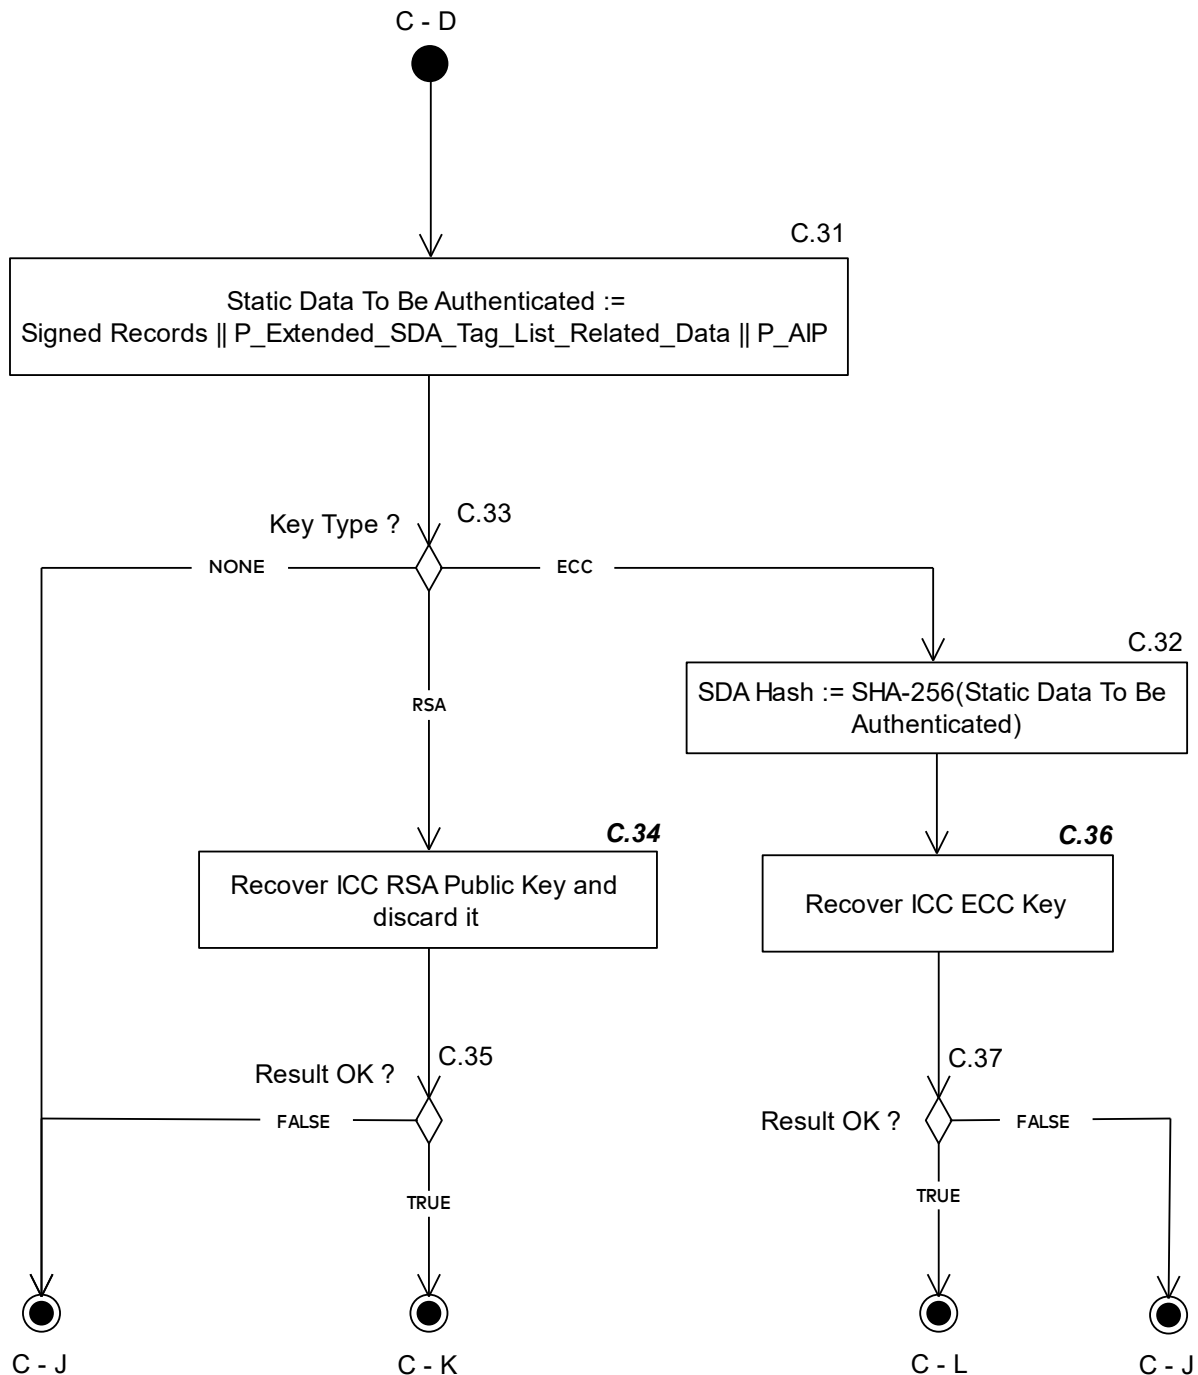 C - D
C.31
Static Data To Be Authenticated :=
Signed Records || P_Extended_SDA_Tag_List_Related_Data || P_AIP
Key Type ?
C.33
NONE
ECC
C.32
SDA Hash := SHA-256(Static Data To Be
Authenticated)
RSA
C.34
Recover ICC RSA Public Key and
discard it
C.36
Recover ICC ECC Key
C.35
Result OK ?
FALSE
C.37
Result OK ?
FALSE
TRUE
TRUE
C - J
C - K
C - L
C - J